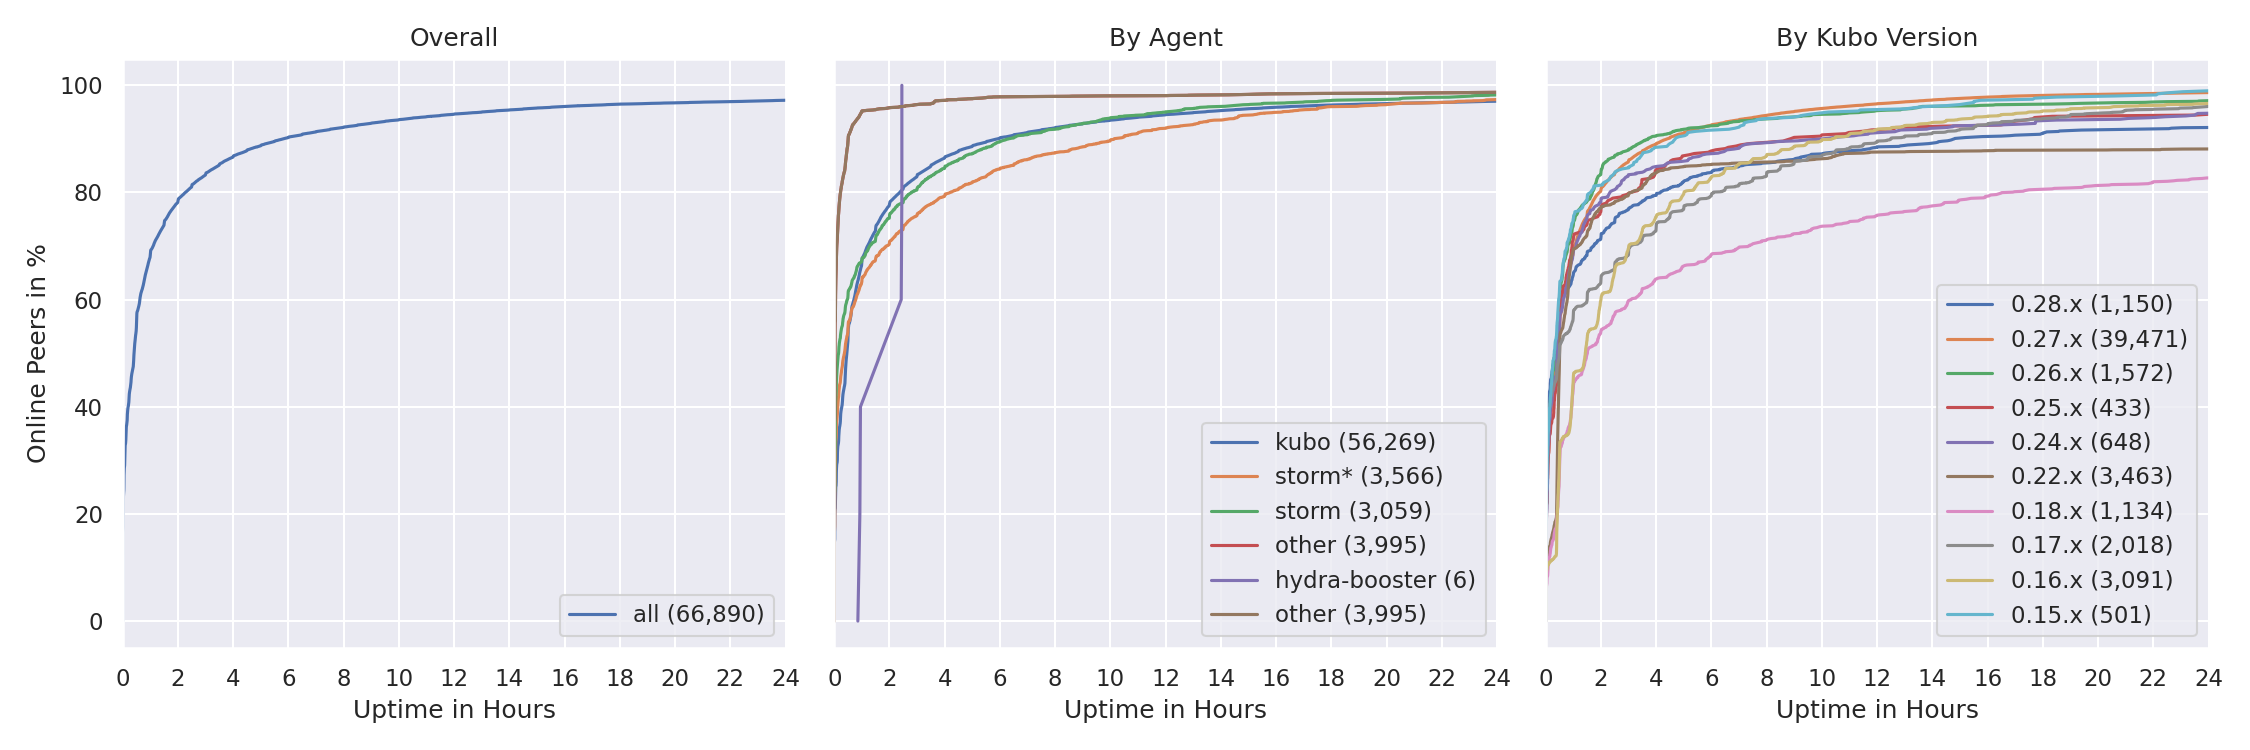 Overall
By Agent
By Kubo Version
Online Peers in %
100
80
60
40
20
0
all (66,890)
0 2 4 6 8 10 12 14 16 18 20 22 24
Uptime in Hours
kubo (56,269)
storm* (3,566)
storm (3,059)
other (3,995)
hydra-booster (6)
other (3,995)
0 2 4 6 8 10 12 14 16 18 20 22 24
Uptime in Hours
0.28.x (1,150)
0.27.x (39,471)
0.26.x (1,572)
0.25.x (433)
0.24.x (648)
0.22.x (3,463)
0.18.x (1,134)
0.17.x (2,018)
0.16.x (3,091)
0.15.x (501)
0 2 4 6 8 10 12 14 16 18 20 22 24
Uptime in Hours